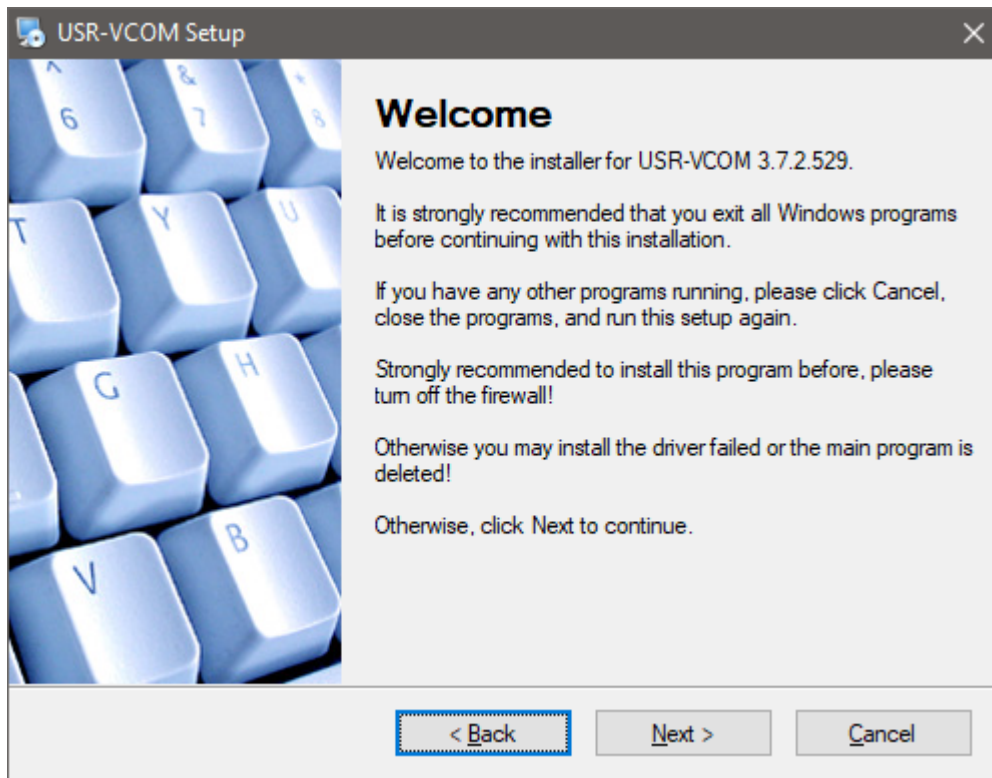 USR-VCOM Setup
^
6
&
7
*
8
T
Y
U
G
H
V
B
Welcome
Welcome to the installer for USR-VCOM 3.7.2.529.
It is strongly recommended that you exit all Windows programs
before continuing with this installation.
If you have any other programs running, please click Cancel,
close the programs, and run this setup again.
Strongly recommended to install this program before, please
turn off the firewall!
Otherwise you may install the driver failed or the main program is
deleted!
Otherwise, click Next to continue.
< Back
Next >
Cancel